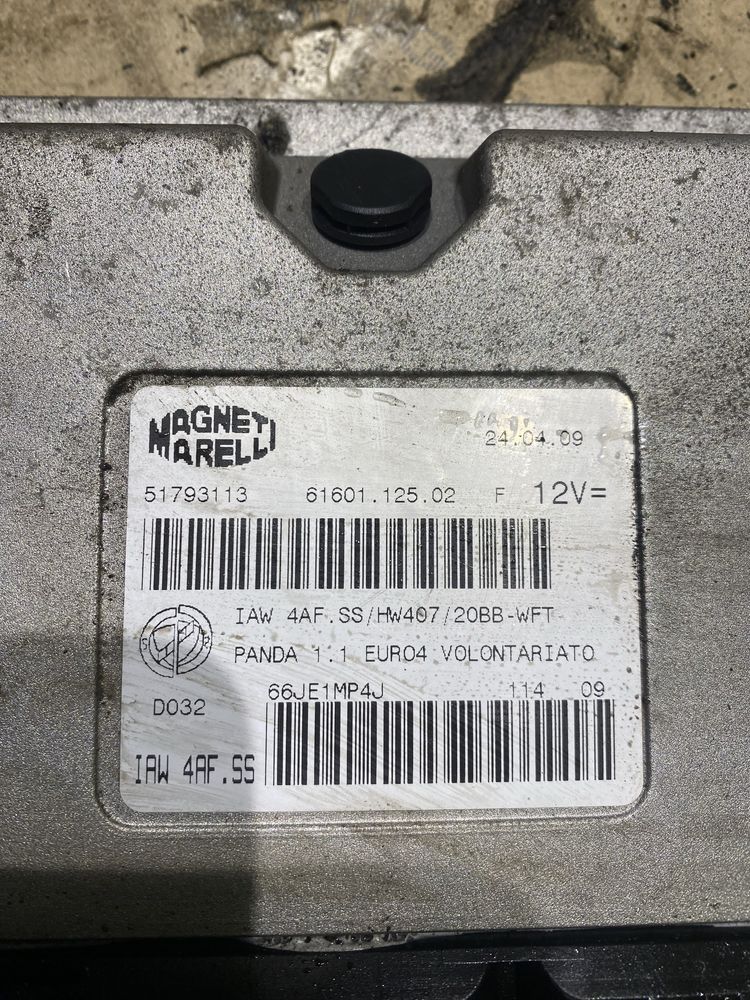 MAGNETI MARELLI
24.04.09
51793113 61601.125.02 F 12V=
IAW 4AF.SS/HW407/20BB-WFT
PANDA 1.1 EURO4 VOLONTARIATO
66JE1MP4J 114 09
D032
IAW 4AF.SS